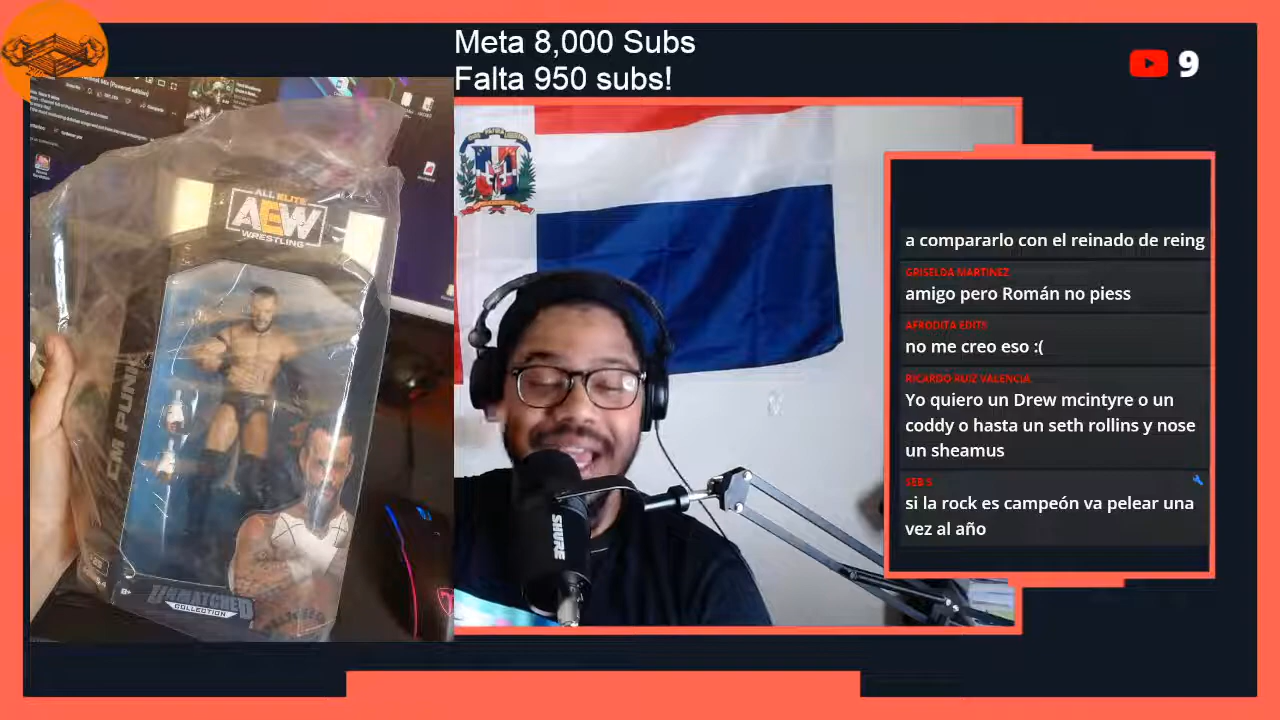 Meta 8,000 Subs
Falta 950 subs!
9
ALL ELITE
AEW
WRESTLING
CM PUNK
UNMATCHED
COLLECTION
SHURE
a compararlo con el reinado de reing
GRISELDA MARTINEZ
amigo pero Román no piess
AFRODITA EDITS
no me creo eso :(
RICARDO RUIZ VALENCIA
Yo quiero un Drew mcintyre o un
coddy o hasta un seth rollins y nose
un sheamus
SEB S
si la rock es campeón va pelear una
vez al año